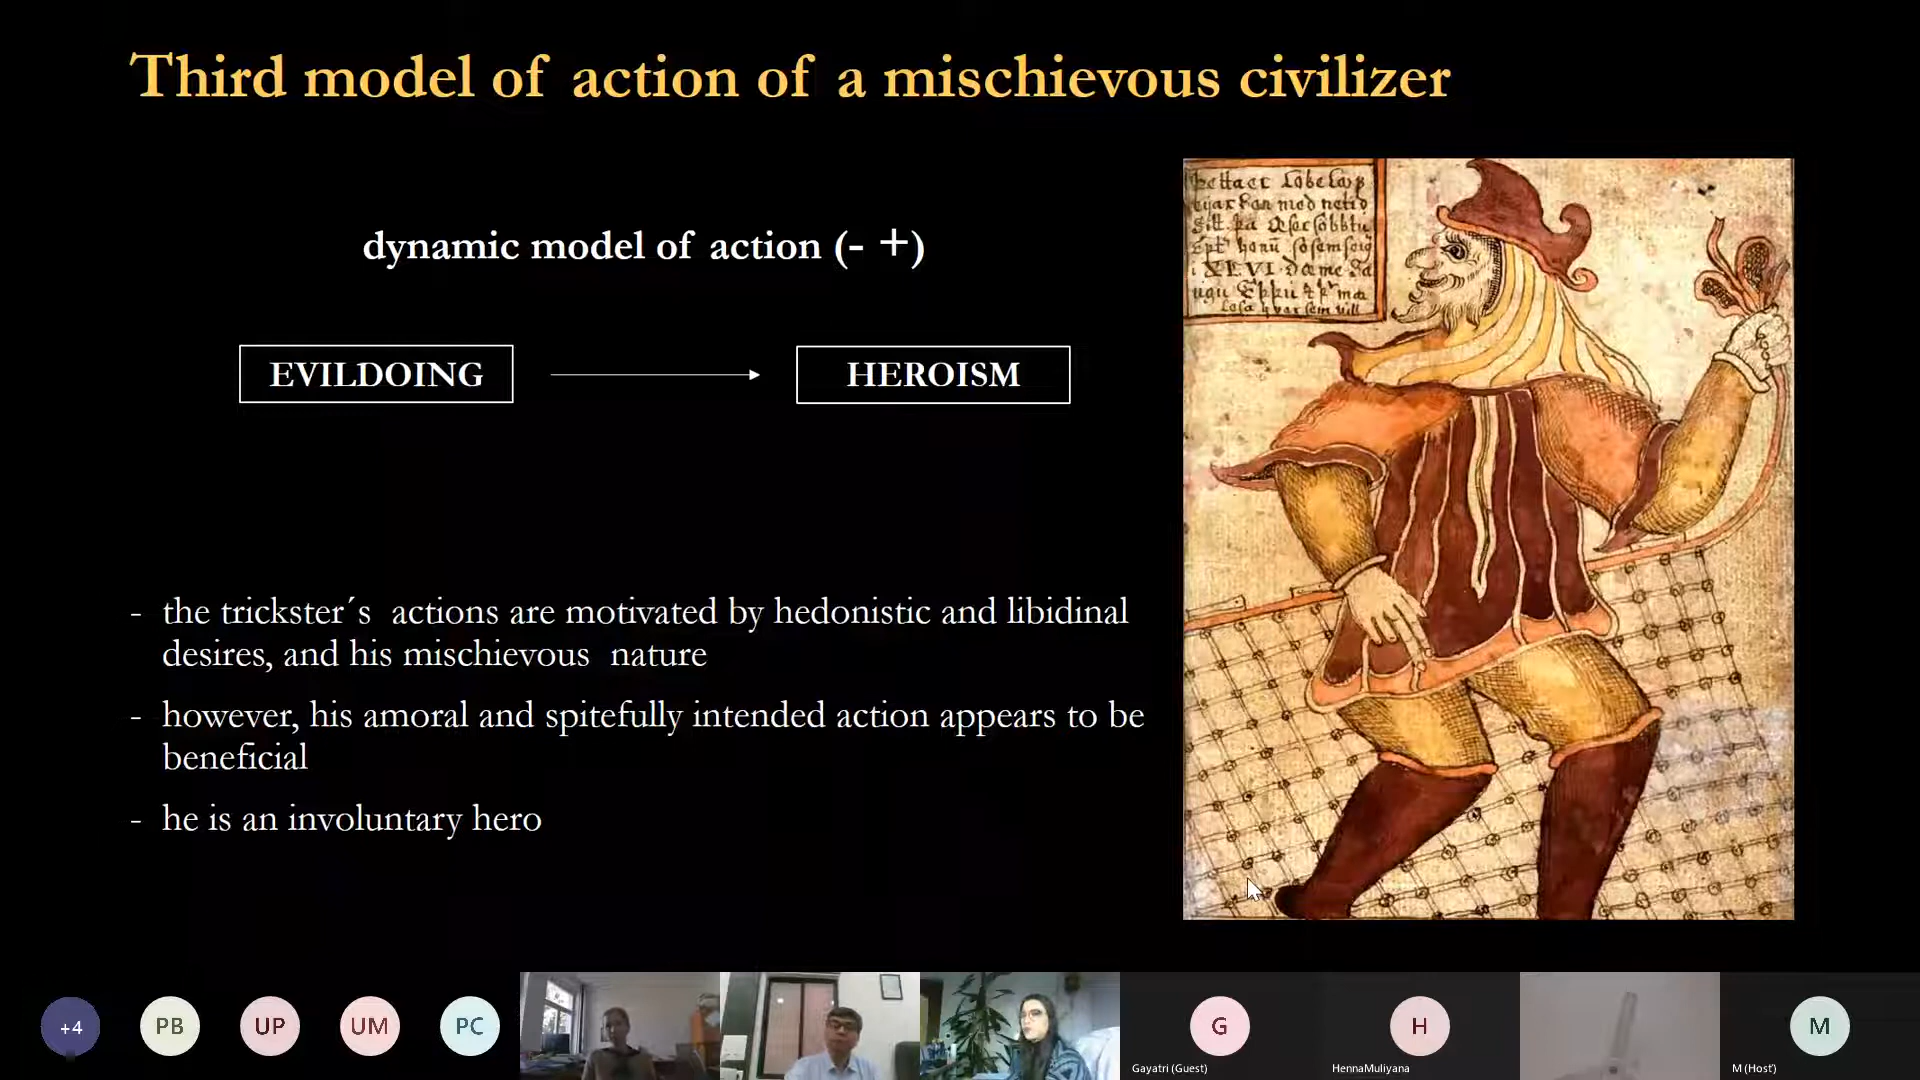 Third model of action of a mischievous civilizer
dynamic model of action (- +)
EVILDOING
HEROISM
- the trickster´s actions are motivated by hedonistic and libidinal
desires, and his mischievous nature
- however, his amoral and spitefully intended action appears to be
beneficial
- he is an involuntary hero
i XLVI
+4
PB
UP
UM
PC
G
Gayatri (Guest)
H
HennaMuliyana
M
M (Host)